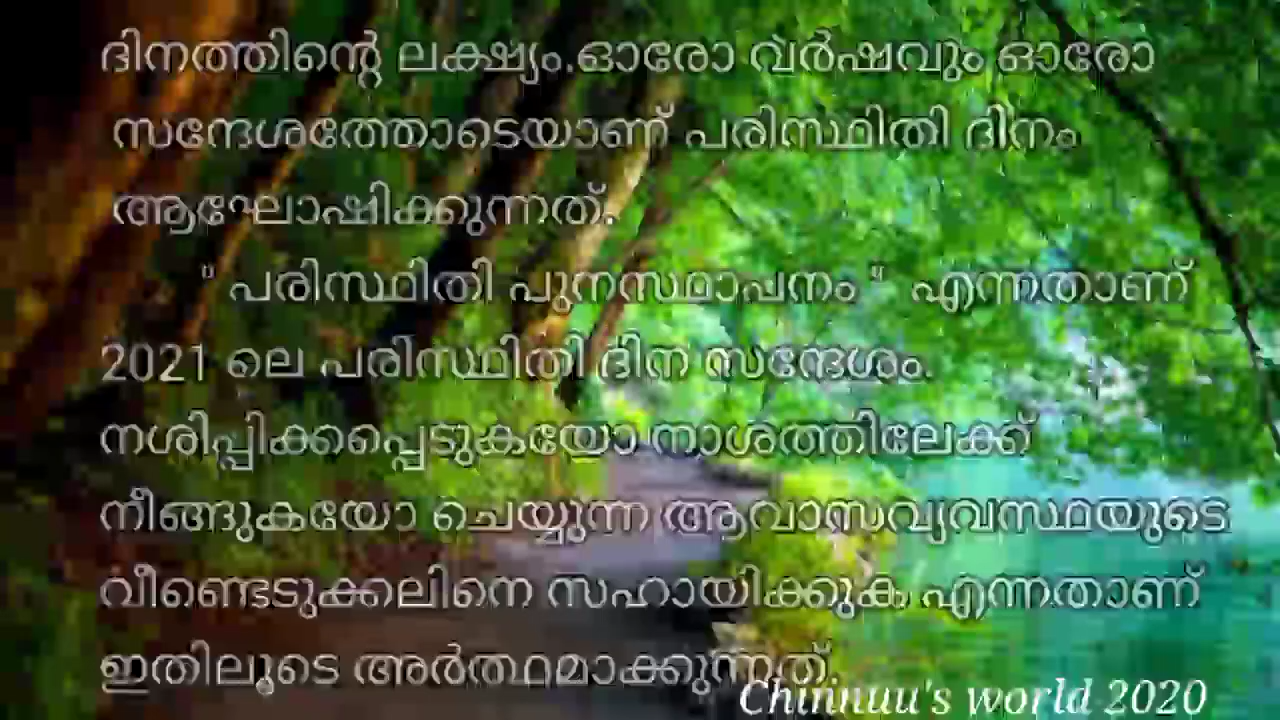 ദിനത്തിന്റെ ലക്ഷ്യം.ഓരോ വർഷവും ഓരോ
സന്ദേശത്തോടെയാണ് പരിസ്ഥിതി ദിനം
ആഘോഷിക്കുന്നത്.
" പരിസ്ഥിതി പുനസ്ഥാപനം " എന്നതാണ്
2021 ലെ പരിസ്ഥിതി ദിന സന്ദേശം.
നശിപ്പിക്കപ്പെടുകയോ നാശത്തിലേക്ക്
നീങ്ങുകയോ ചെയ്യുന്ന ആവാസവ്യവസ്ഥയുടെ
വീണ്ടെടുക്കലിനെ സഹായിക്കുക എന്നതാണ്
ഇതിലൂടെ അർത്ഥമാക്കുന്നത്.
Chinnuu's world 2020